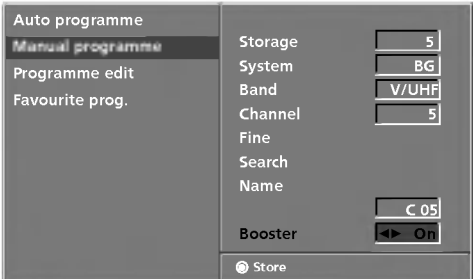 Auto programme
Manual programme
Programme edit
Favourite prog.
Storage 5
System BG
Band V/UHF
Channel 5
Fine
Search
Name
C 05
Booster ◀▶ On
Store